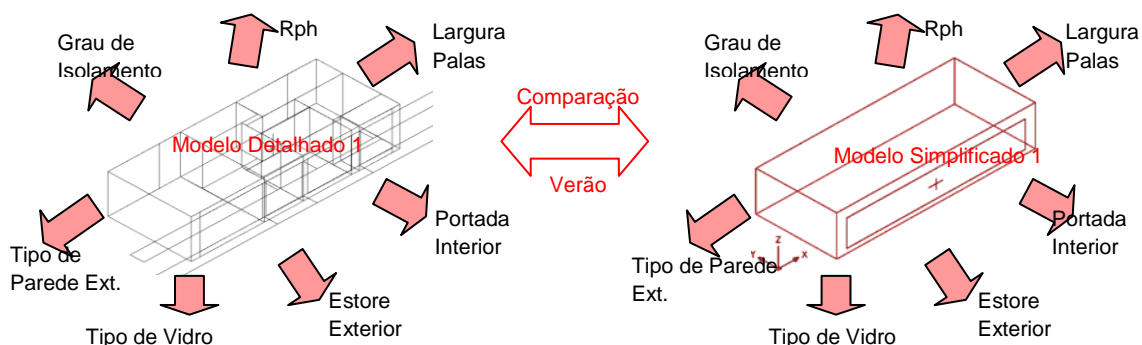 Grau de
Isolamento
Rph
Largura
Palas
Modelo Detalhado 1
Tipo de
Parede Ext.
Tipo de Vidro
Estore
Exterior
Portada
Interior
Comparação
Verão
Grau de
Isolamento
Rph
Largura
Palas
Modelo Simplificado 1
Z
Y
X
Tipo de Parede
Ext.
Tipo de Vidro
Estore
Exterior
Portada
Interior